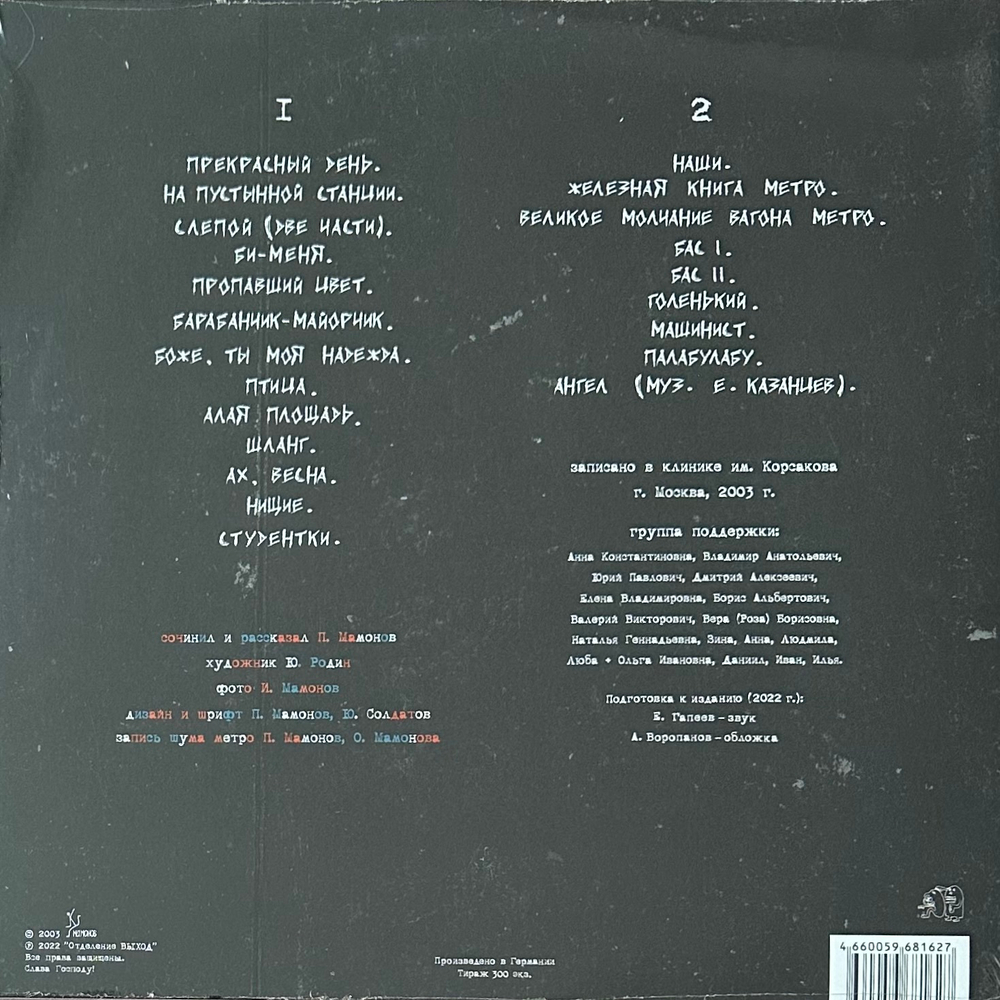 I
ПРЕКРАСНЫЙ ДЕНЬ.
НА ПУСТЫННОЙ СТАНЦИИ.
СЛЕПОЙ (ДВЕ ЧАСТИ).
БИ-МЕНЯ.
ПРОПАВШИЙ ЦВЕТ.
БАРАБАНЧИК-МАЙОРЧИК.
БОЖЕ, ТЫ МОЯ НАДЕЖДА.
ПТИЦА.
АЛАЯ ПЛОЩАДЬ.
ШЛАНГ.
АХ, ВЕСНА.
НИЩИЕ.
СТУДЕНТКИ.
сочинил и рассказал П. Мамонов
художник Ю. Родин
фото И. Мамонов
дизайн и шрифт П. Мамонов, Ю. Солдатов
запись шума метро П. Мамонов, О. Мамонова
2
НАШИ.
ЖЕЛЕЗНАЯ КНИГА МЕТРО.
ВЕЛИКОЕ МОЛЧАНИЕ ВАГОНА МЕТРО.
БАС I.
БАС II.
ГОЛЕНЬКИЙ.
МАШИНИСТ.
ПАЛАБУЛАБУ.
АНГЕЛ (МУЗ. Е. КАЗАНЦЕВ).
записано в клинике им. Корсакова
г. Москва, 2003 г.
группа поддержки:
Анна Константиновна, Владимир Анатольевич,
Юрий Павлович, Дмитрий Алексеевич,
Елена Владимировна, Борис Альбертович,
Валерий Викторович, Вера (Роза) Борисовна,
Наталья Геннадьевна, Зина, Анна, Людмила,
Люба + Ольга Ивановна, Даниил, Иван, Илья.
Подготовка к изданию (2022 г.):
Е. Гапеев – звук
А. Воропанов – обложка
© 2003 МАМОНОВ
℗ 2022 "Отделение ВЫХОД"
Все права защищены.
Слава Господу!
Произведено в Германии
Тираж 300 экз.
4 660059 681627